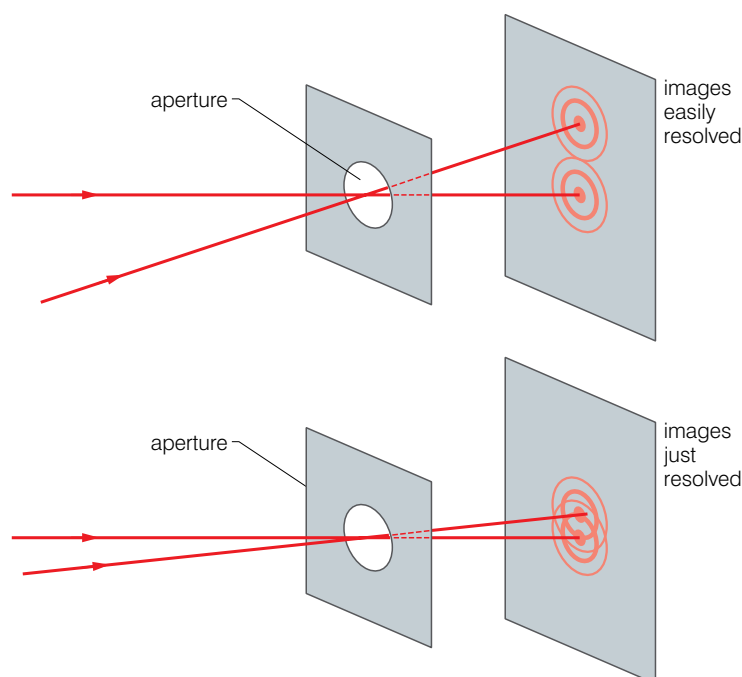 aperture
images
easily
resolved
aperture
images
just
resolved